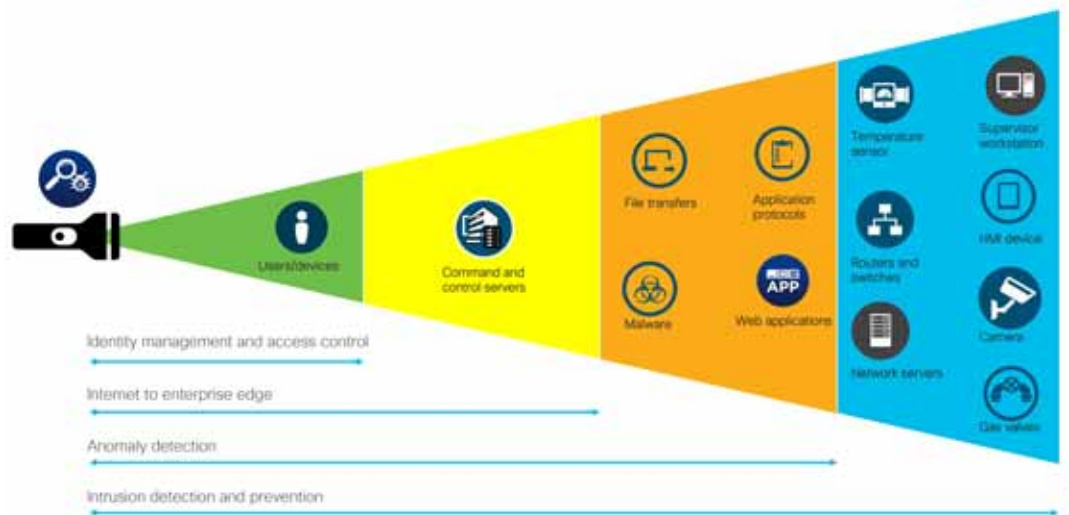 Users/devices
Command and
control servers
File transfers
Application
protocols
Malware
APP
Web applications
Temperature
sensor
Supervisor
workstation
Routers and
switches
HMI device
Network servers
Camera
Gas valves
Identity management and access control
Internet to enterprise edge
Anomaly detection
Intrusion detection and prevention